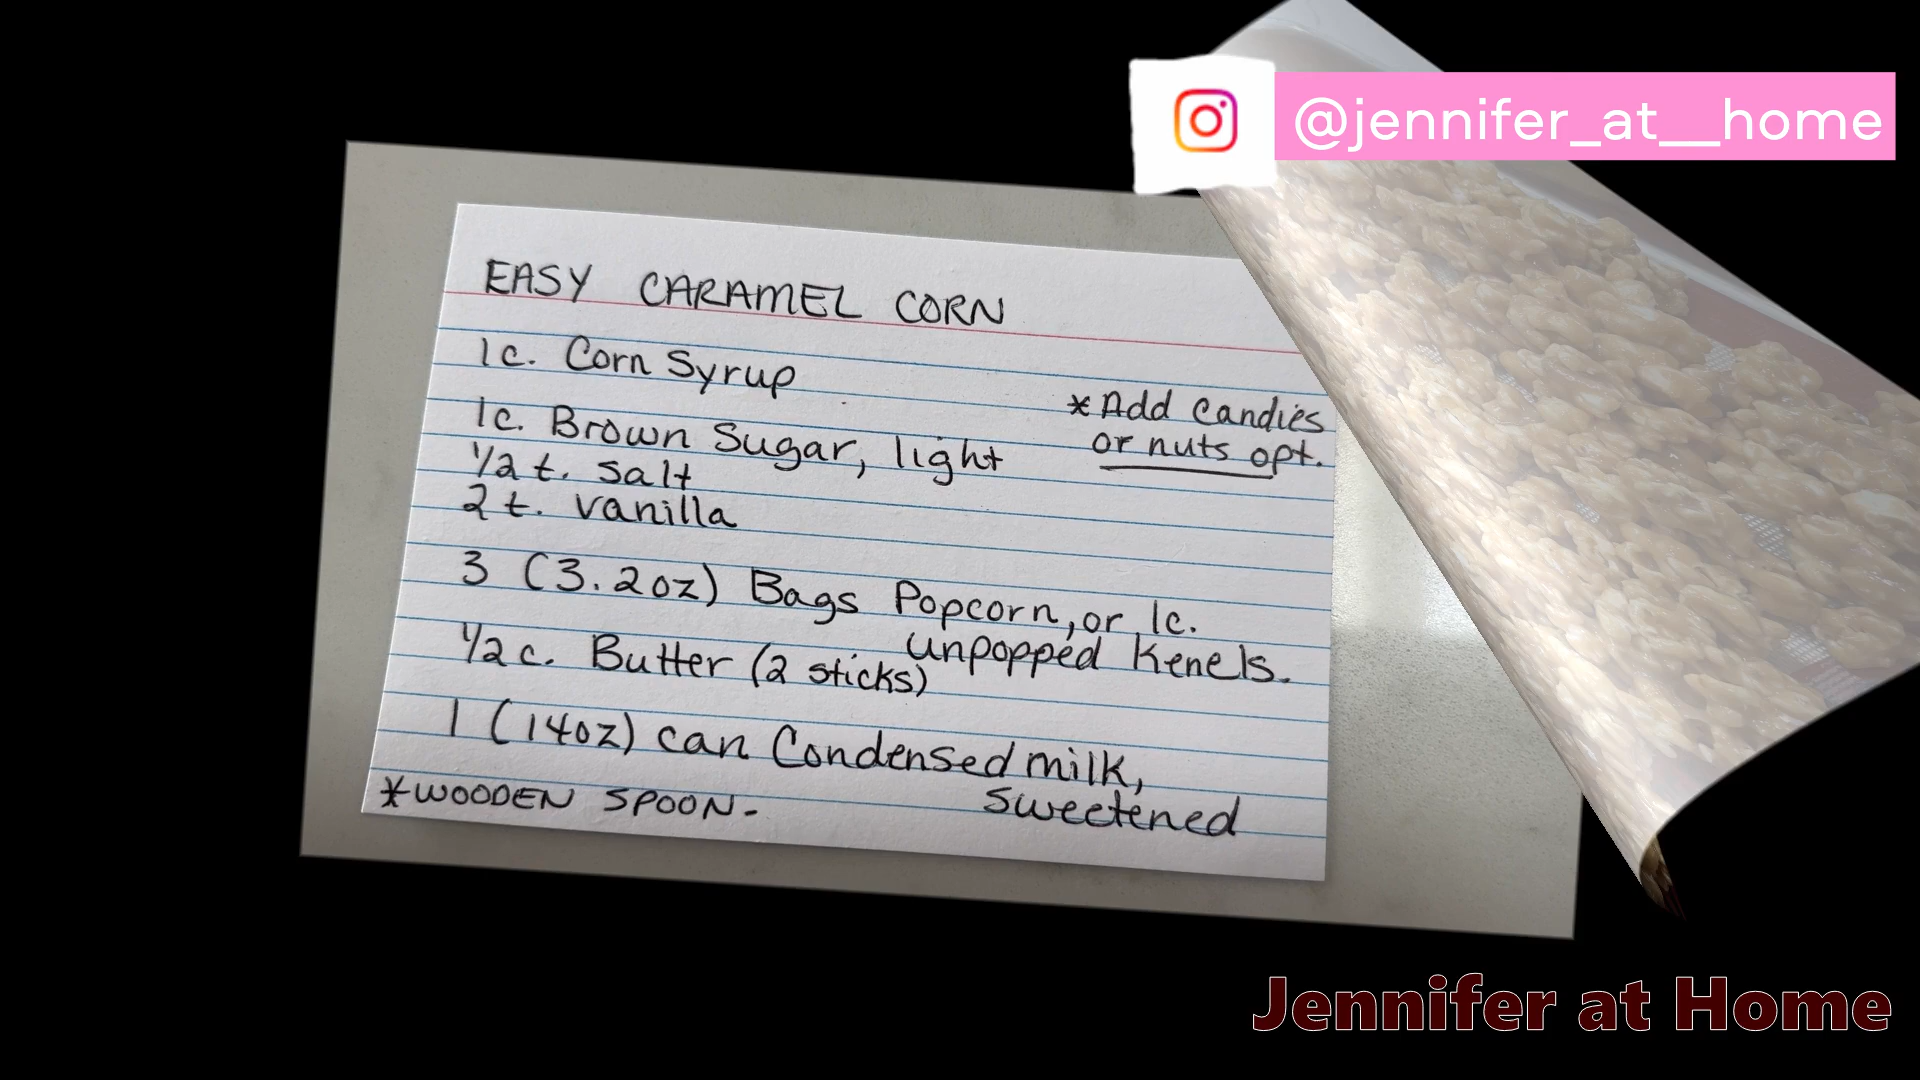 @jennifer_at__home
EASY CARAMEL CORN
1c. Corn Syrup
1c. Brown Sugar, light
*Add candies
or nuts opt.
1/2 t. salt
2 t. vanilla
3 (3.2oz) Bags Popcorn, or 1c.
unpopped Kenels.
1/2 c. Butter (2 sticks)
1 (14oz) can Condensed milk,
sweetened
*WOODEN SPOON-
Jennifer at Home